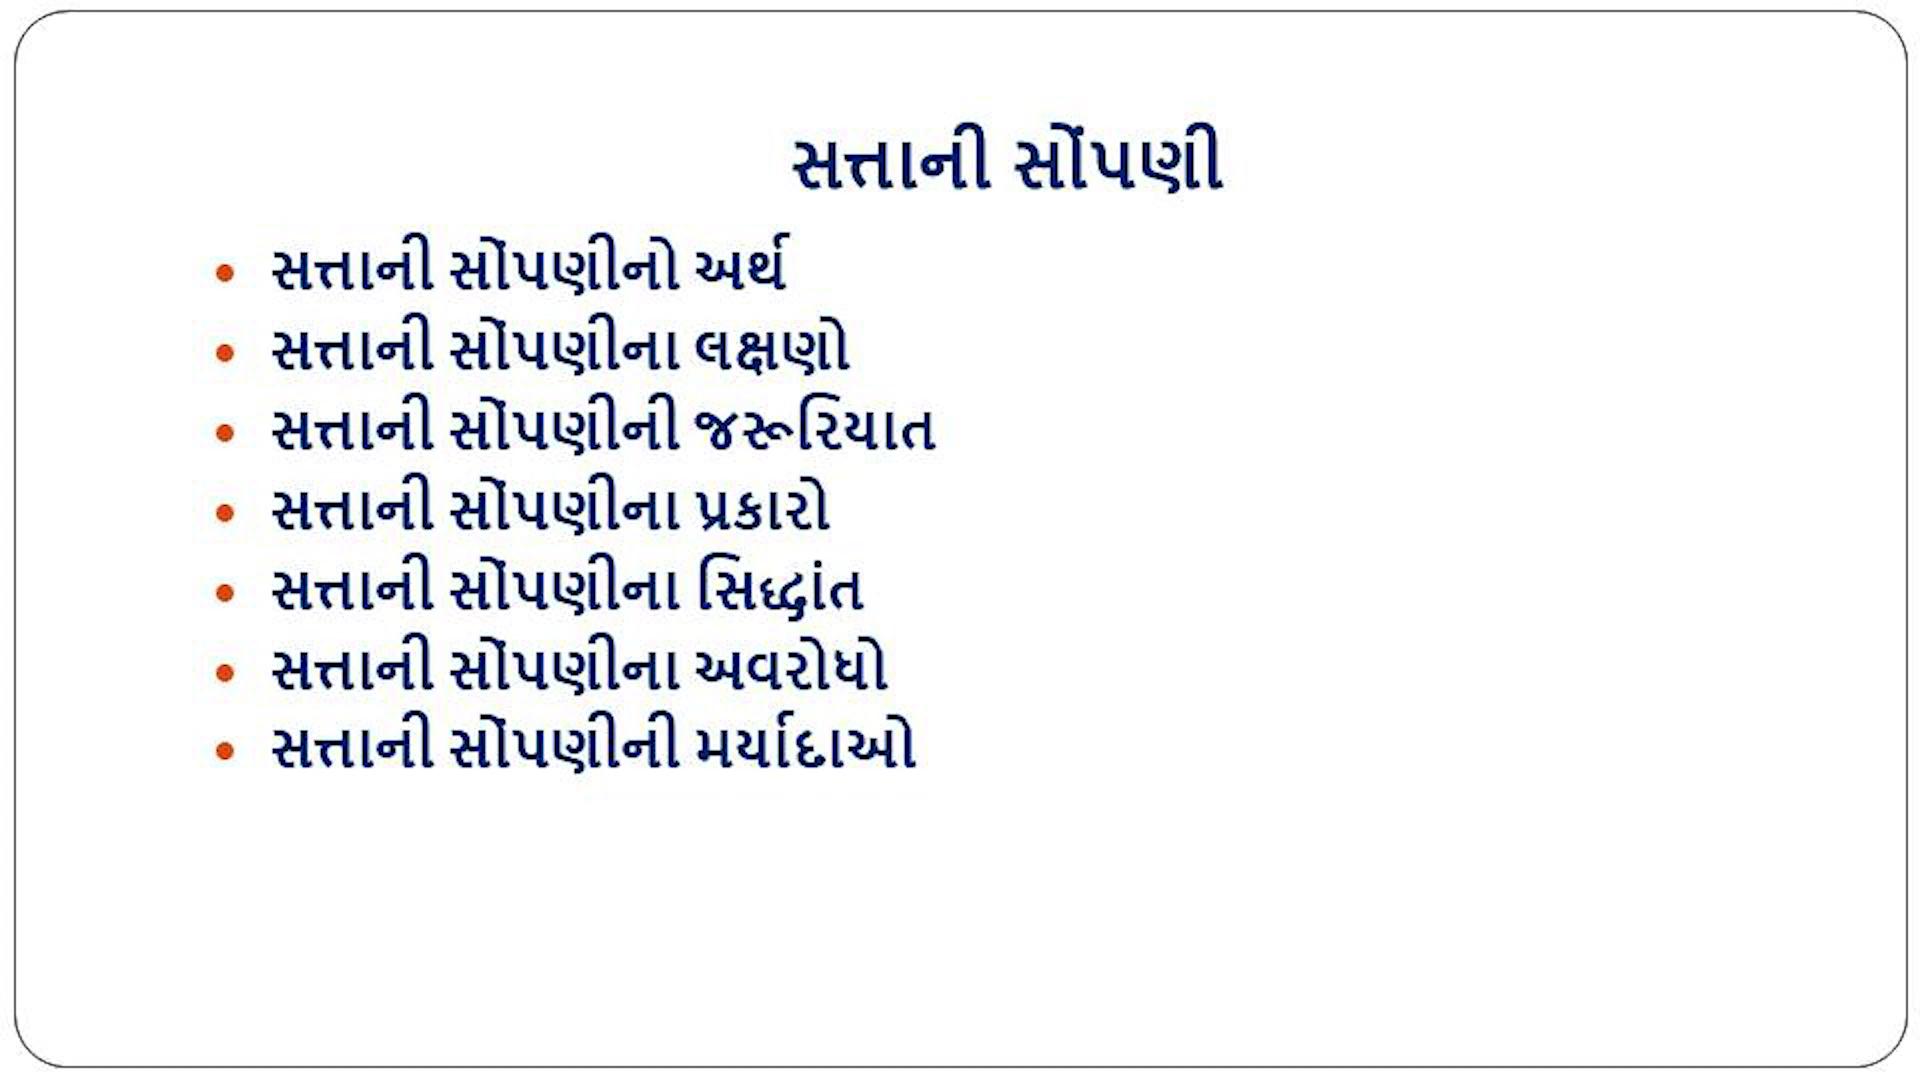 સત્તાની સોંપણી
• સત્તાની સોંપણીનો અર્થ
• સત્તાની સોંપણીના લક્ષણો
• સત્તાની સોંપણીની જરૂરિયાત
• સત્તાની સોંપણીના પ્રકારો
• સત્તાની સોંપણીના સિધ્ધાંત
• સત્તાની સોંપણીના અવરોધો
• સત્તાની સોંપણીની મર્યાદાઓ